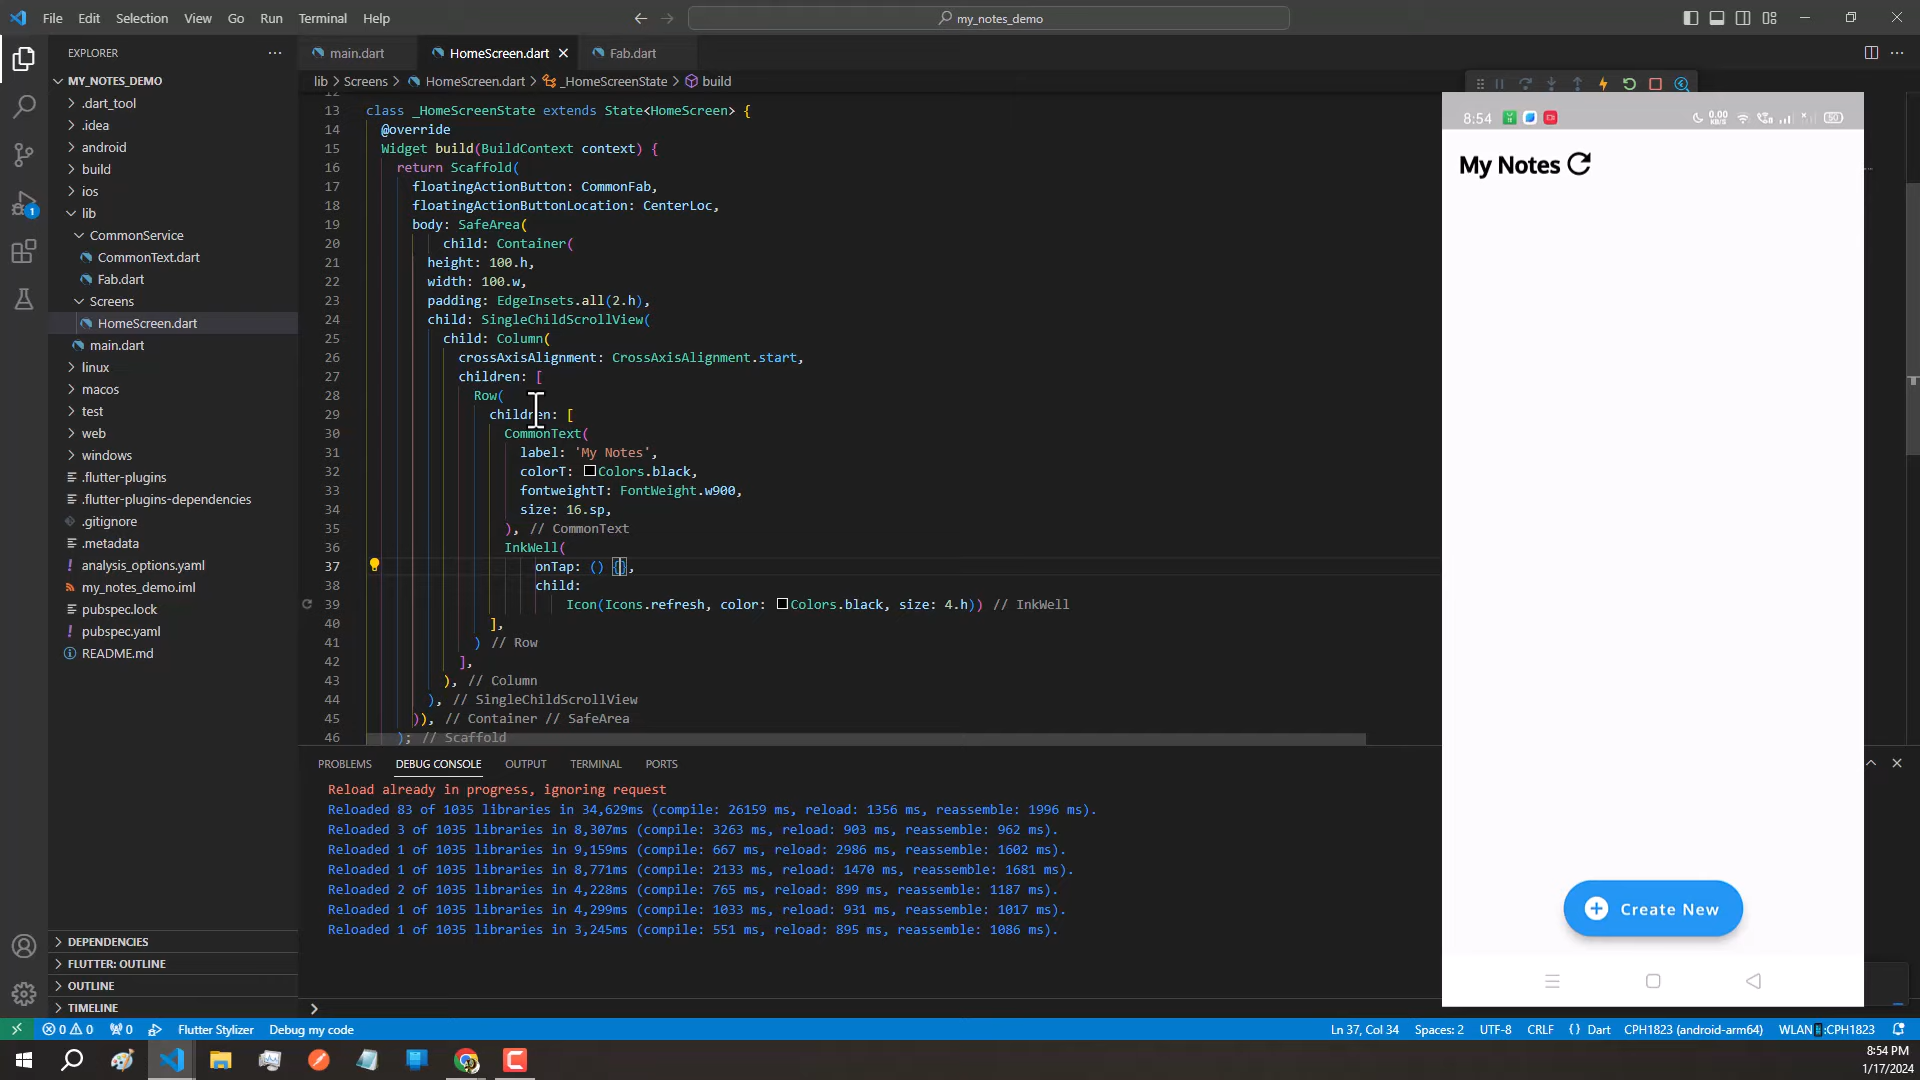 File Edit Selection View Go Run Terminal Help
my_notes_demo
EXPLORER
MY_NOTES_DEMO
.dart_tool
.idea
android
build
ios
lib
CommonService
CommonText.dart
Fab.dart
Screens
HomeScreen.dart
main.dart
linux
macos
test
web
windows
.flutter-plugins
.flutter-plugins-dependencies
.gitignore
.metadata
analysis_options.yaml
my_notes_demo.iml
pubspec.lock
pubspec.yaml
README.md
DEPENDENCIES
FLUTTER: OUTLINE
OUTLINE
TIMELINE
1
main.dart HomeScreen.dart Fab.dart
lib > Screens > HomeScreen.dart > _HomeScreenState > build
13 class _HomeScreenState extends State<HomeScreen> {
14 @override
15 Widget build(BuildContext context) {
16 return Scaffold(
17 floatingActionButton: CommonFab,
18 floatingActionButtonLocation: CenterLoc,
19 body: SafeArea(
20 child: Container(
21 height: 100.h,
22 width: 100.w,
23 padding: EdgeInsets.all(2.h),
24 child: SingleChildScrollView(
25 child: Column(
26 crossAxisAlignment: CrossAxisAlignment.start,
27 children: [
28 Row(
29 children: [
30 CommonText(
31 label: 'My Notes',
32 colorT: Colors.black,
33 fontweightT: FontWeight.w900,
34 size: 16.sp,
35 ), // CommonText
36 InkWell(
37 onTap: () {},
38 child:
39 Icon(Icons.refresh, color: Colors.black, size: 4.h)) // InkWell
40 ],
41 ) // Row
42 ],
43 ), // Column
44 ), // SingleChildScrollView
45 )), // Container // SafeArea
46 ); // Scaffold
PROBLEMS DEBUG CONSOLE OUTPUT TERMINAL PORTS
Reload already in progress, ignoring request
Reloaded 83 of 1035 libraries in 34,629ms (compile: 26159 ms, reload: 1356 ms, reassemble: 1996 ms).
Reloaded 3 of 1035 libraries in 8,307ms (compile: 3263 ms, reload: 903 ms, reassemble: 962 ms).
Reloaded 1 of 1035 libraries in 9,159ms (compile: 667 ms, reload: 2986 ms, reassemble: 1602 ms).
Reloaded 1 of 1035 libraries in 8,771ms (compile: 2133 ms, reload: 1470 ms, reassemble: 1681 ms).
Reloaded 2 of 1035 libraries in 4,228ms (compile: 765 ms, reload: 899 ms, reassemble: 1187 ms).
Reloaded 1 of 1035 libraries in 4,299ms (compile: 1033 ms, reload: 931 ms, reassemble: 1017 ms).
Reloaded 1 of 1035 libraries in 3,245ms (compile: 551 ms, reload: 895 ms, reassemble: 1086 ms).
8:54 0.00 KB/S
My Notes
Create New
0 0 0 Flutter Stylizer Debug my code
Ln 37, Col 34 Spaces: 2 UTF-8 CRLF {} Dart CPH1823 (android-arm64) WLAN :CPH1823
8:54 PM
1/17/2024